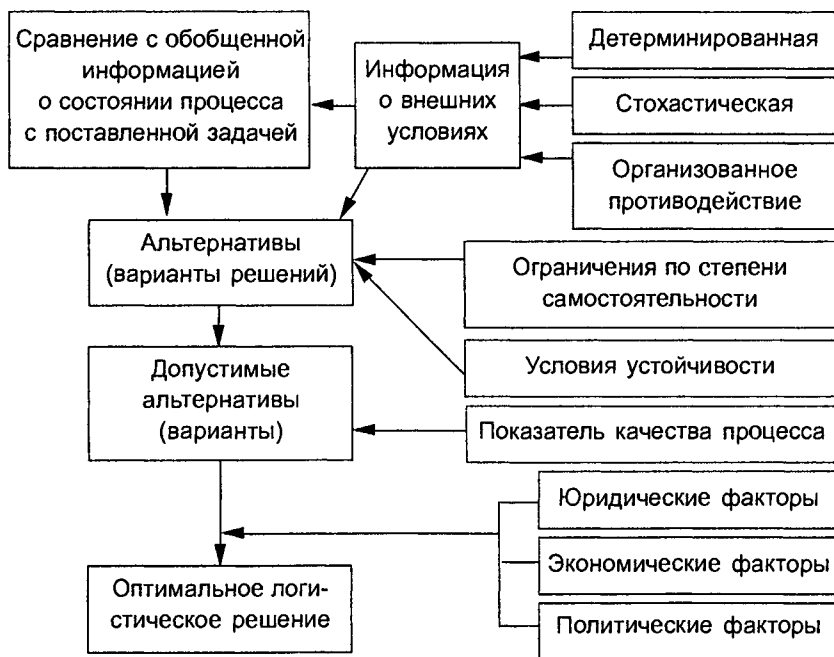 Сравнение с обобщенной
информацией
о состоянии процесса
с поставленной задачей
Информация
о внешних
условиях
Детерминированная
Стохастическая
Организованное
противодействие
Альтернативы
(варианты решений)
Ограничения по степени
самостоятельности
Условия устойчивости
Допустимые
альтернативы
(варианты)
Показатель качества процесса
Юридические факторы
Экономические факторы
Политические факторы
Оптимальное логи-
стическое решение